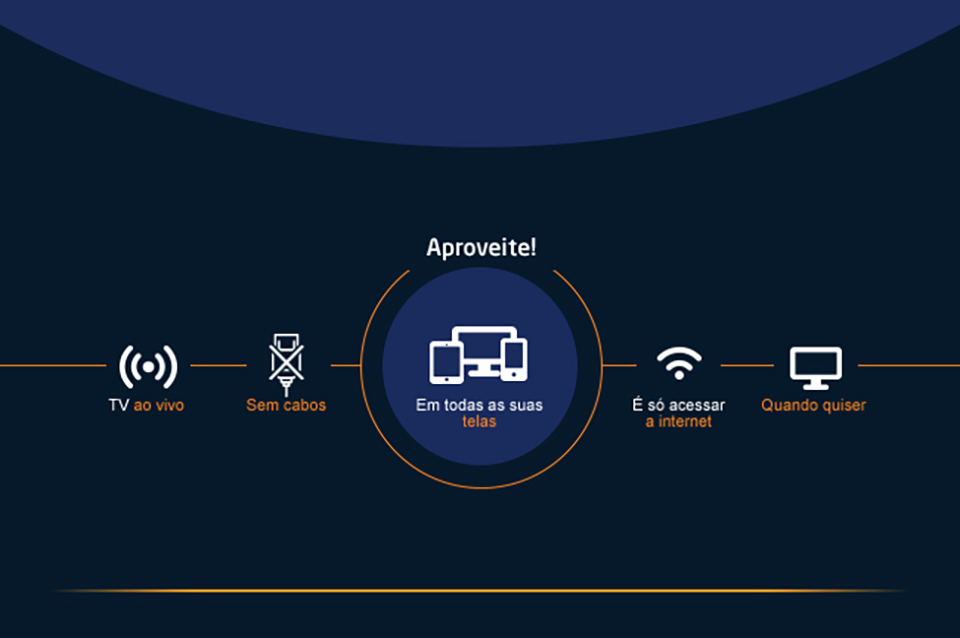 Aproveite!
TV ao vivo
Sem cabos
Em todas as suas
telas
É só acessar
a internet
Quando quiser